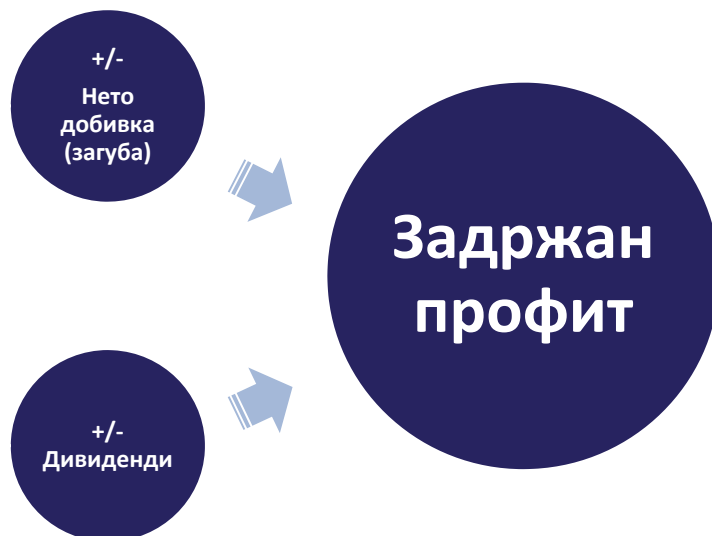 +/-
Нето
добивка
(загуба)
Задржан
профит
+/-
Дивиденди